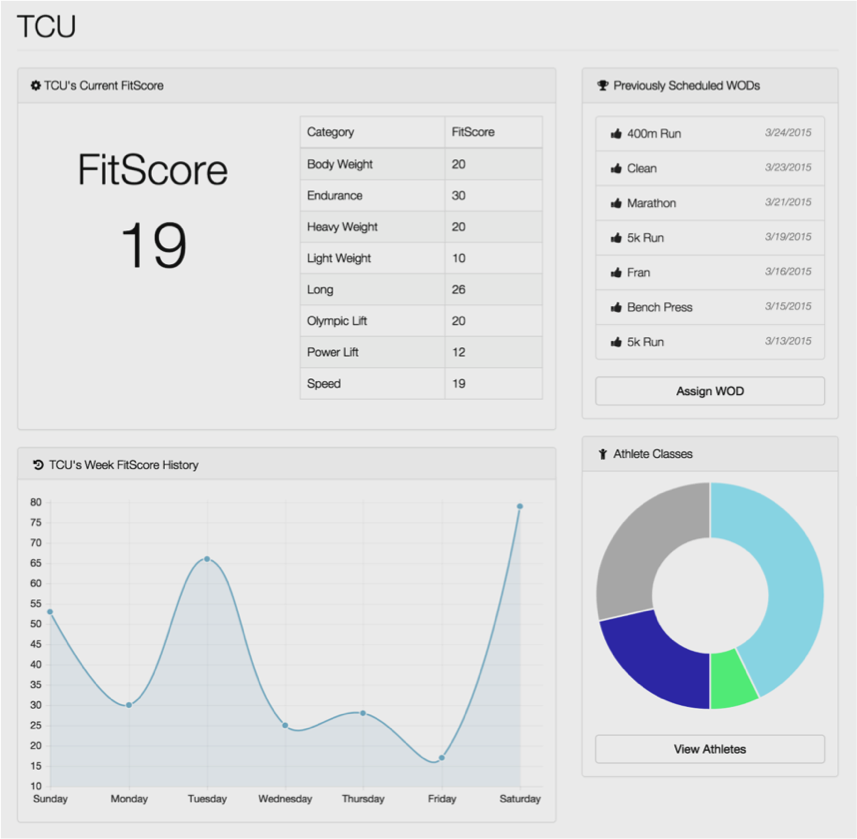 TCU
TCU's Current FitScore
FitScore
19
Category FitScore
Body Weight 20
Endurance 30
Heavy Weight 20
Light Weight 10
Long 26
Olympic Lift 20
Power Lift 12
Speed 19
Previously Scheduled WODs
400m Run 3/24/2015
Clean 3/23/2015
Marathon 3/21/2015
5k Run 3/19/2015
Fran 3/16/2015
Bench Press 3/15/2015
5k Run 3/13/2015
Assign WOD
TCU's Week FitScore History
80
75
70
65
60
55
50
45
40
35
30
25
20
15
10
Sunday Monday Tuesday Wednesday Thursday Friday Saturday
Athlete Classes
View Athletes